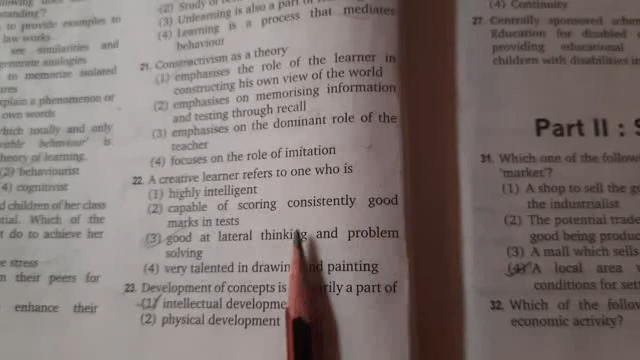 standing'?
to provide examples to
law works
see similarities and
generate analogies
to memorize isolated
explain a phenomenon or
own words
which totally and only
vable behaviour' is
theory of learning.
(2) behaviourist
(4) cognitivist
d children of her class
tial. Which of the
t do to achieve her
e stress
n their peers for
enhance their
(2) Study of
(3) Unlearning is also a part of
(4) Learning is a process that mediates
behaviour
21. Constructivism as a theory
(1) emphasises the role of the learner in
constructing his own view of the world
(2) emphasises on memorising information
and testing through recall
(3) emphasises on the dominant role of the
teacher
(4) focuses on the role of imitation
22. A creative learner refers to one who is
(1) highly intelligent
(2) capable of scoring consistently good
marks in tests
(3) good at lateral thinking and problem
solving
(4) very talented in drawing and painting
23. Development of concepts is a part of
(1) intellectual
(2) physical development
(4) Continuity
27. Centrally sponsored
Education for disabled
providing educational
children with disabilities in
Part II :
31. Which one of the
'market'?
(1) A shop to sell the
the industrialist
(2) The potential
good being
(3) A mall which sells
(4) A local area
conditions for
32. Which of the
economic activity?